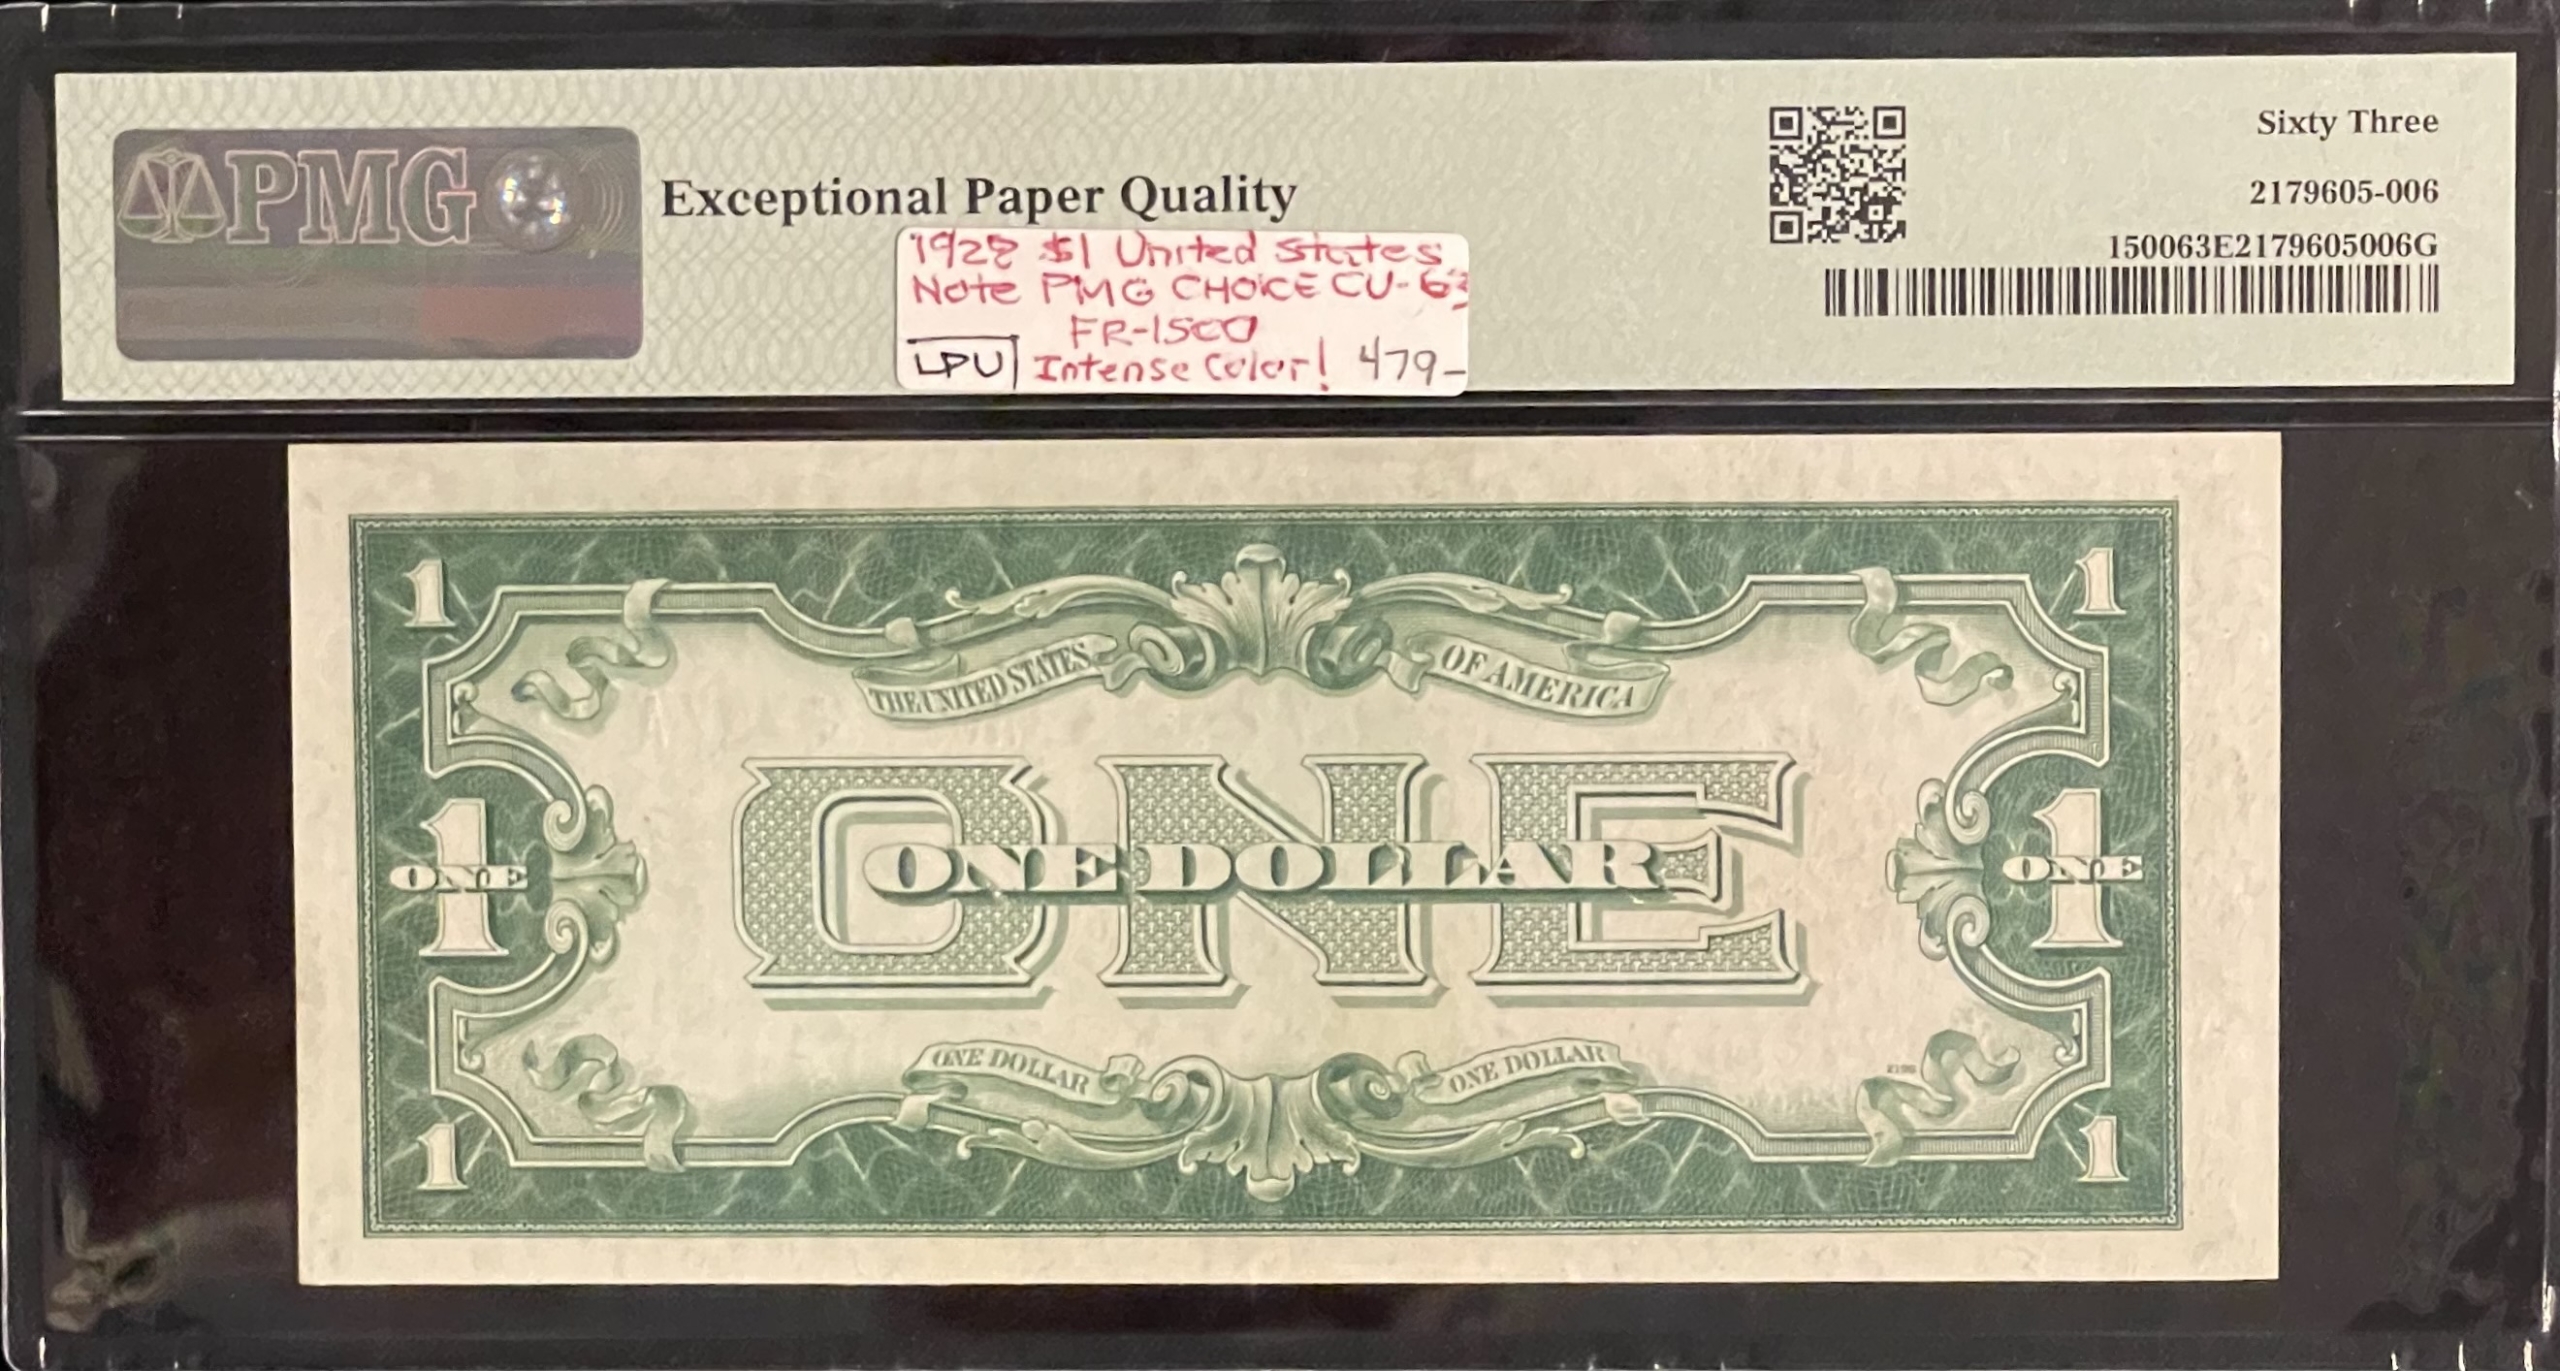 PMG
Exceptional Paper Quality
Sixty Three
2179605-006
150063E2179605006G
1928 $1 United States
Note PMG CHOICE CU-63
FR-1500
LPU Intense Color! 479-
1 1
THE UNITED STATES OF AMERICA
ONE
ONE DOLLAR
1 ONE 1 ONE
ONE DOLLAR ONE DOLLAR
1 1